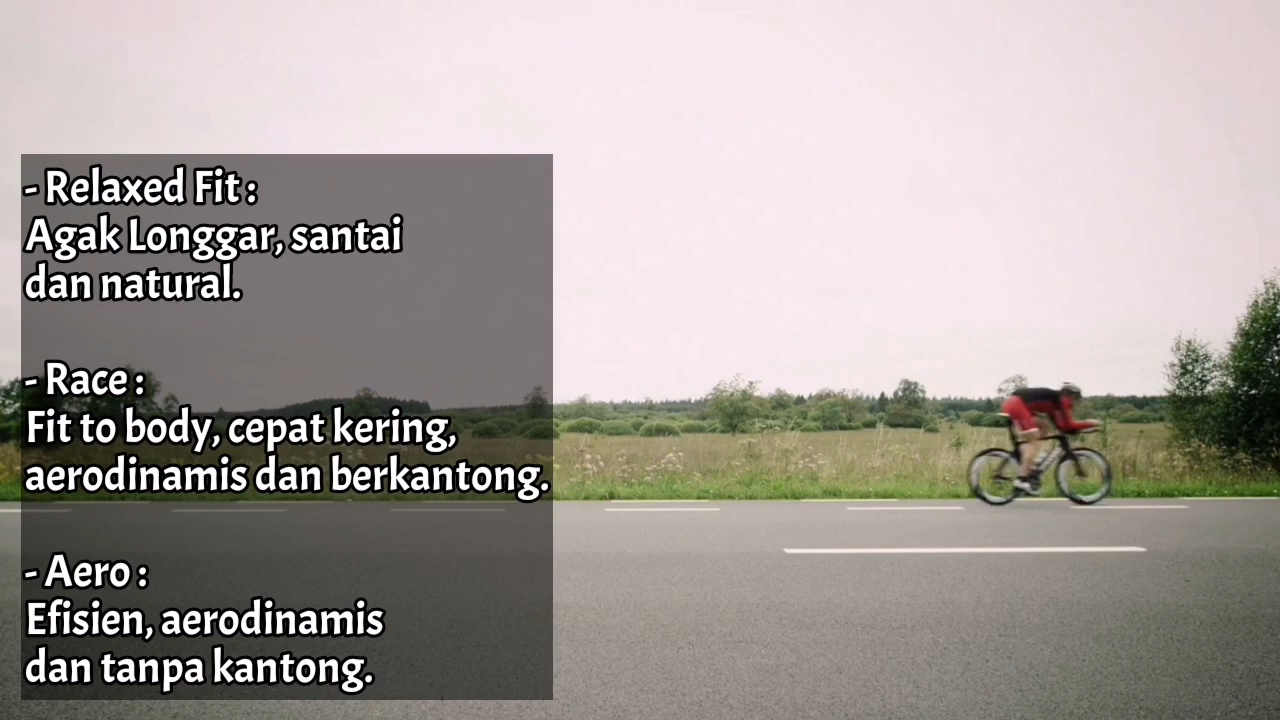 - Relaxed Fit :
Agak Longgar, santai
dan natural.
- Race :
Fit to body, cepat kering,
aerodinamis dan berkantong.
- Aero :
Efisien, aerodinamis
dan tanpa kantong.